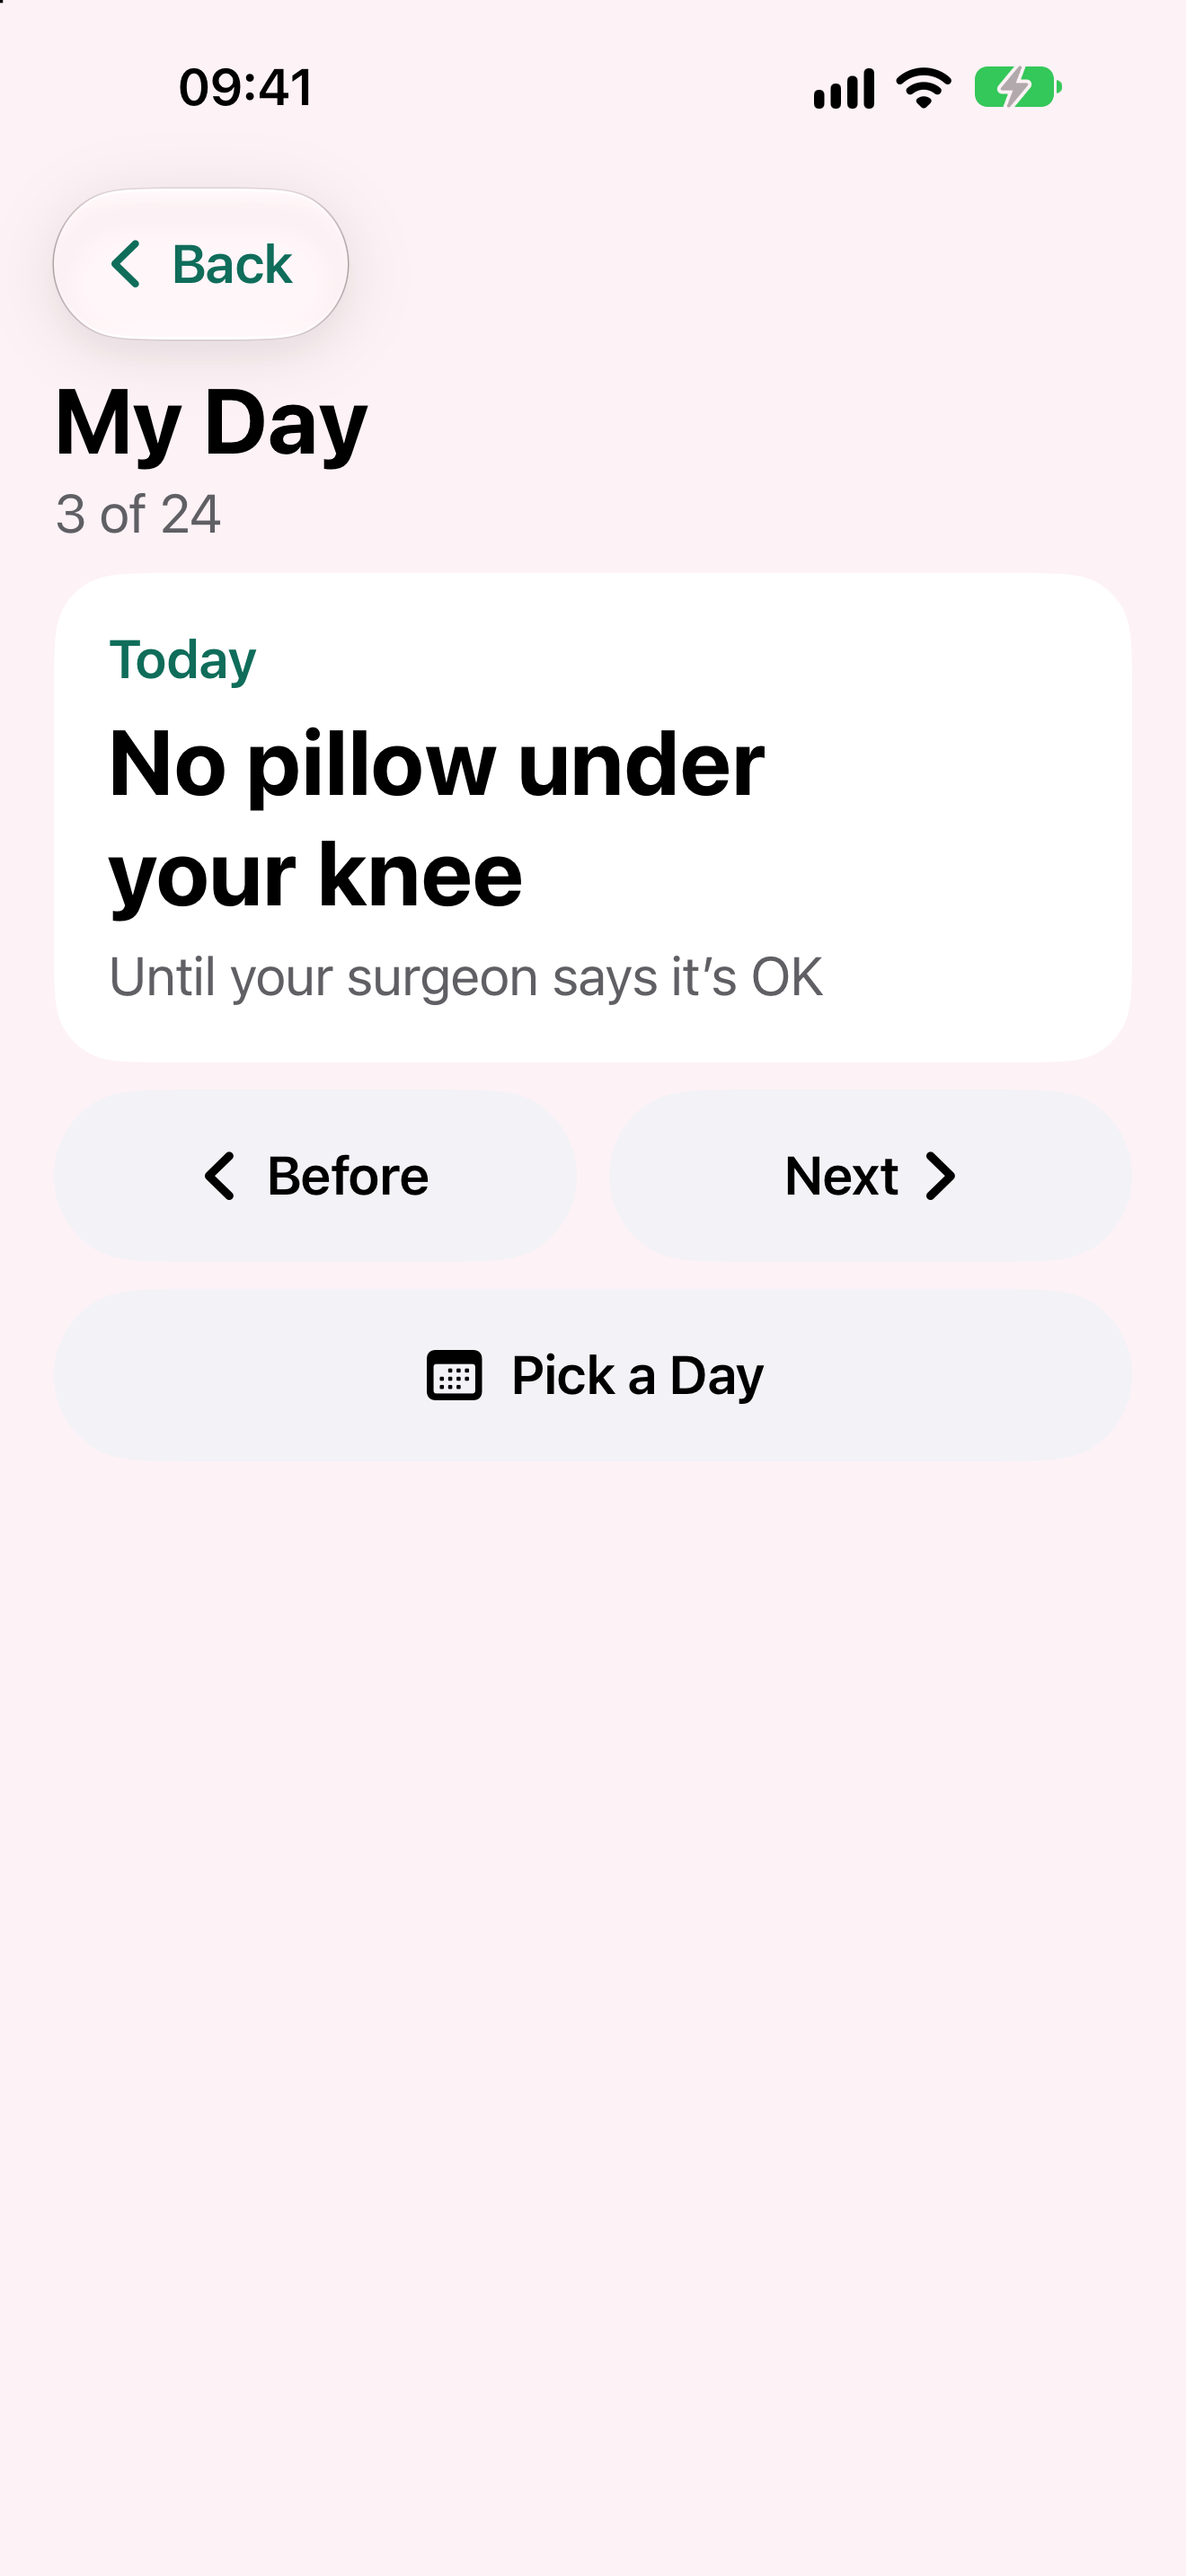 09:41
Back
My Day
3 of 24
Today
No pillow under
your knee
Until your surgeon says it’s OK
Before
Next
Pick a Day